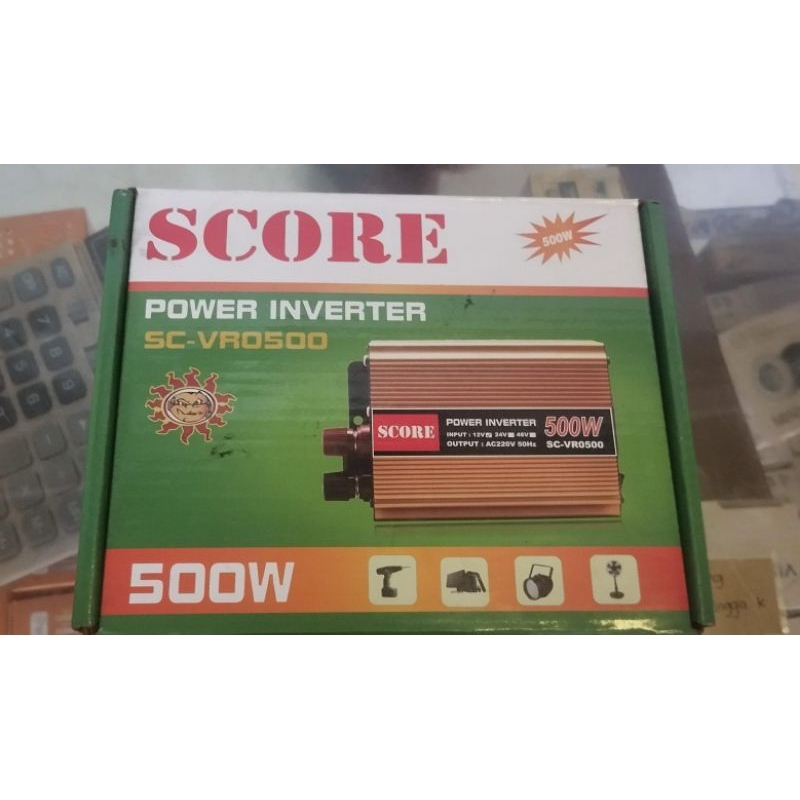 SCORE
500W
POWER INVERTER
SC-VR0500
SCORE
POWER INVERTER
INPUT : 12V☑ 24V 48V
OUTPUT : AC220V 50Hz
500W
SC-VR0500
500W
ngga k